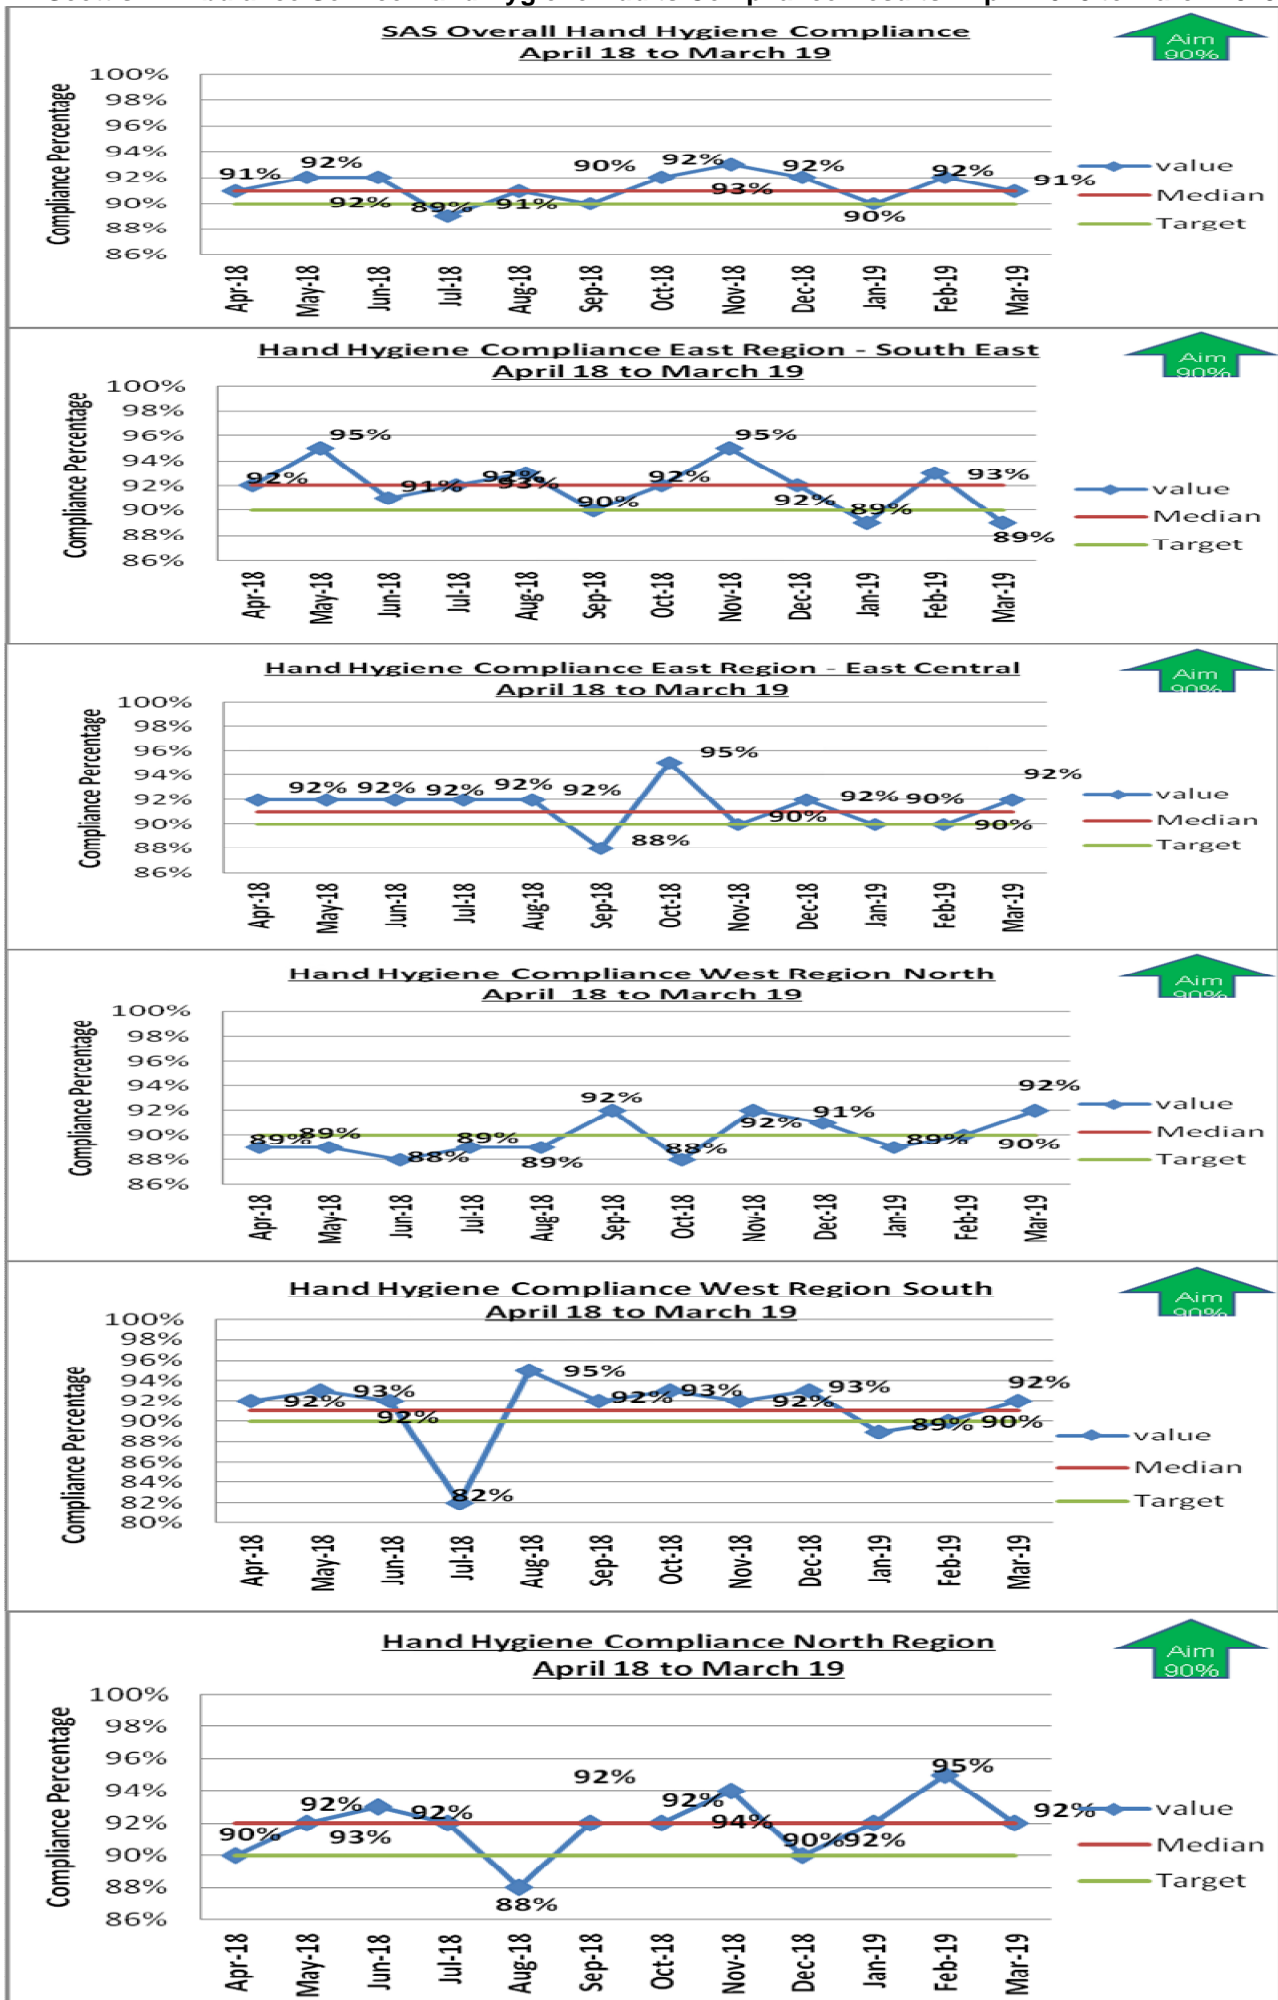 SAS Overall Hand Hygiene Compliance
April 18 to March 19
Aim
90%
Compliance Percentage
100%
98%
96%
94%
92%
90%
88%
86%
91%
92%
92%
89%
91%
90%
92%
93%
92%
90%
92%
91%
value
Median
Target
Apr-18
May-18
Jun-18
Jul-18
Aug-18
Sep-18
Oct-18
Nov-18
Dec-18
Jan-19
Feb-19
Mar-19
Hand Hygiene Compliance East Region - South East
April 18 to March 19
Aim
90%
Compliance Percentage
100%
98%
96%
94%
92%
90%
88%
86%
92%
95%
91%
92%
93%
90%
92%
95%
92%
89%
93%
89%
value
Median
Target
Apr-18
May-18
Jun-18
Jul-18
Aug-18
Sep-18
Oct-18
Nov-18
Dec-18
Jan-19
Feb-19
Mar-19
Hand Hygiene Compliance East Region - East Central
April 18 to March 19
Aim
90%
Compliance Percentage
100%
98%
96%
94%
92%
90%
88%
86%
92%
92%
92%
92%
92%
88%
95%
90%
92%
90%
90%
92%
value
Median
Target
Apr-18
May-18
Jun-18
Jul-18
Aug-18
Sep-18
Oct-18
Nov-18
Dec-18
Jan-19
Feb-19
Mar-19
Hand Hygiene Compliance West Region North
April 18 to March 19
Aim
90%
Compliance Percentage
100%
98%
96%
94%
92%
90%
88%
86%
89%
89%
88%
89%
89%
92%
88%
92%
91%
89%
90%
92%
value
Median
Target
Apr-18
May-18
Jun-18
Jul-18
Aug-18
Sep-18
Oct-18
Nov-18
Dec-18
Jan-19
Feb-19
Mar-19
Hand Hygiene Compliance West Region South
April 18 to March 19
Aim
90%
Compliance Percentage
100%
98%
96%
94%
92%
90%
88%
86%
84%
82%
80%
92%
93%
92%
82%
95%
92%
93%
92%
93%
89%
90%
92%
value
Median
Target
Apr-18
May-18
Jun-18
Jul-18
Aug-18
Sep-18
Oct-18
Nov-18
Dec-18
Jan-19
Feb-19
Mar-19
Hand Hygiene Compliance North Region
April 18 to March 19
Aim
90%
Compliance Percentage
100%
98%
96%
94%
92%
90%
88%
86%
90%
92%
93%
92%
88%
92%
92%
94%
90%
92%
95%
92%
value
Median
Target
Apr-18
May-18
Jun-18
Jul-18
Aug-18
Sep-18
Oct-18
Nov-18
Dec-18
Jan-19
Feb-19
Mar-19